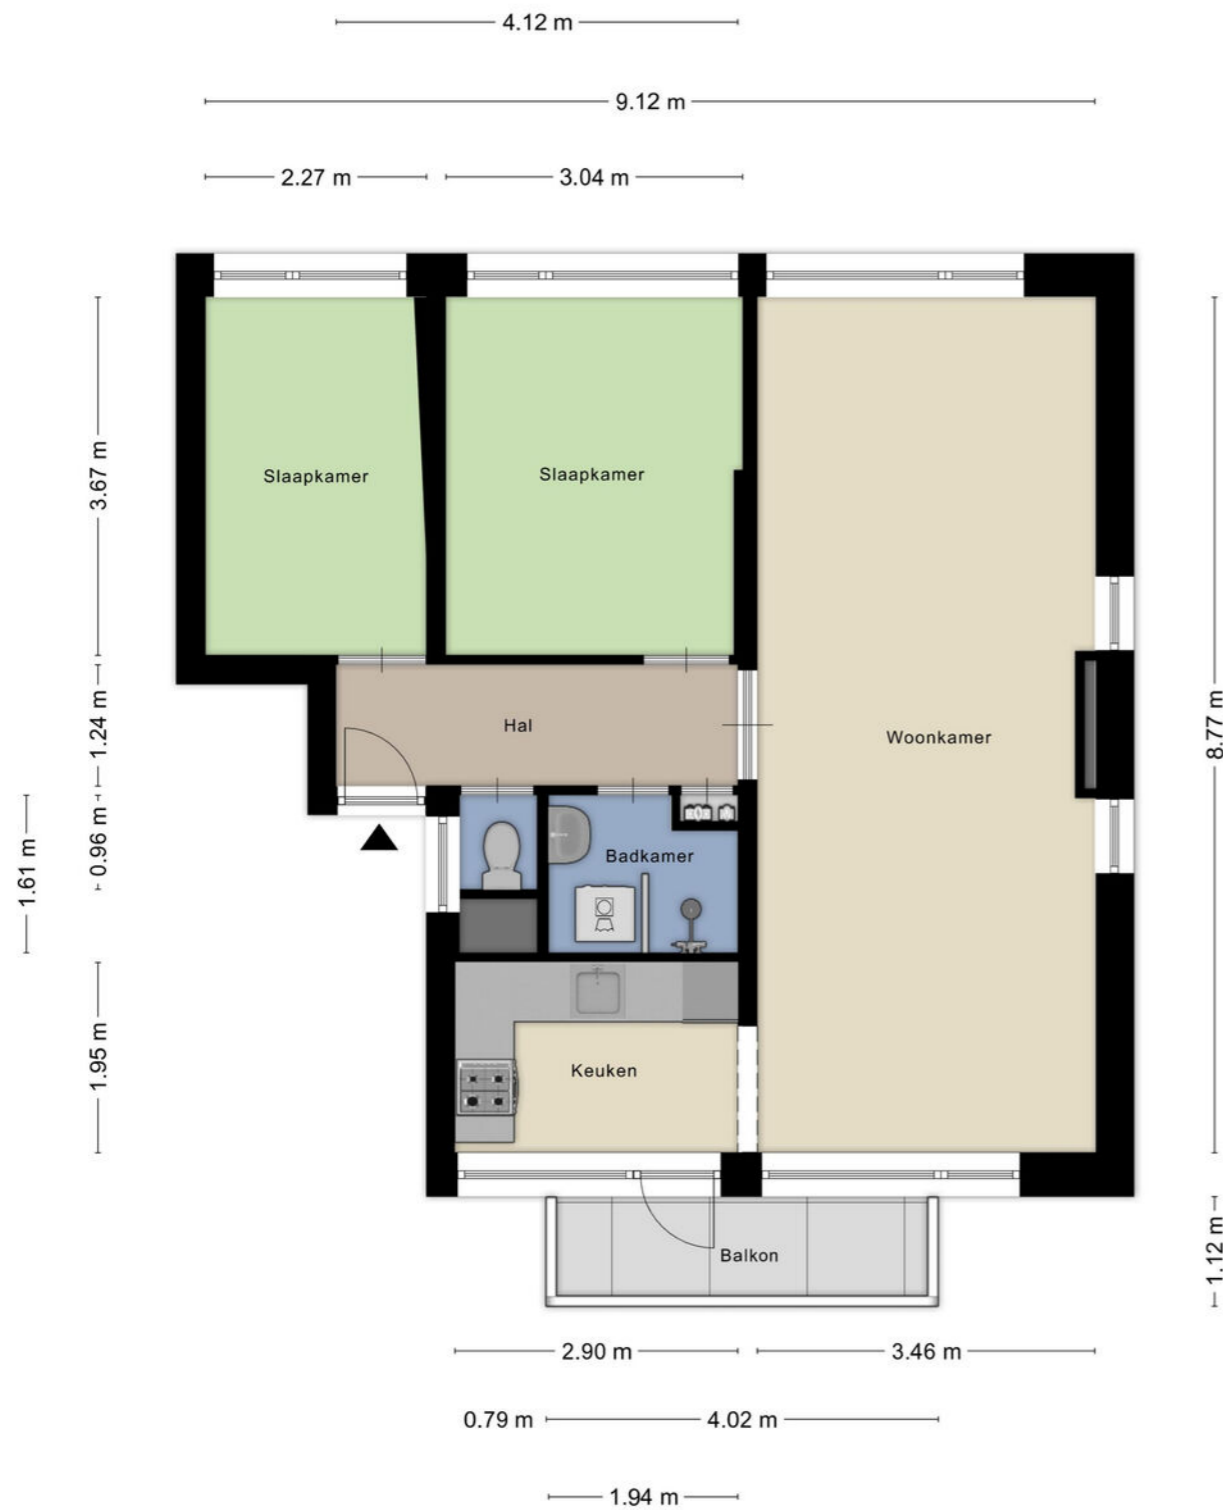 4.12 m
9.12 m
2.27 m
3.04 m
3.67 m
Slaapkamer
Slaapkamer
1.24 m
Hal
Woonkamer
8.77 m
0.96 m
1.61 m
Badkamer
1.95 m
Keuken
Balkon
1.12 m
2.90 m
3.46 m
0.79 m
4.02 m
1.94 m